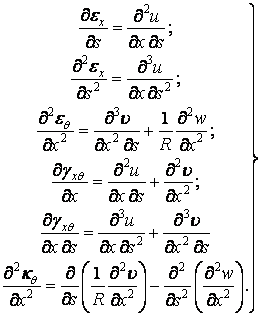 ∂ε_x/∂s = ∂²u/∂x ∂s;
∂²ε_x/∂s² = ∂³u/∂x ∂s²;
∂²ε_θ/∂x² = ∂³υ/∂x² ∂s + (1/R) ∂²w/∂x²;
∂γ_xθ/∂x = ∂²u/∂x ∂s + ∂²υ/∂x²;
∂γ_xθ/∂x ∂s = ∂³u/∂x ∂s² + ∂³υ/∂x² ∂s
∂²κ_θ/∂x² = ∂/∂s ((1/R) ∂²υ/∂x²) − ∂²/∂s² (∂²w/∂x²).